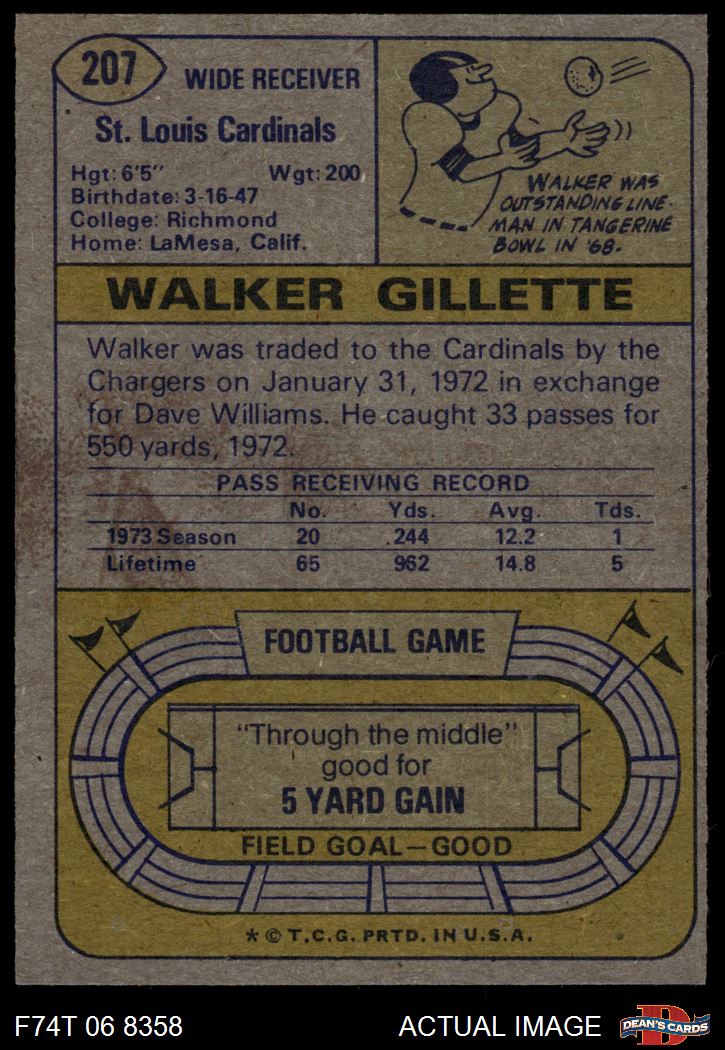 207
WIDE RECEIVER
St. Louis Cardinals
Hgt: 6'5" Wgt: 200
Birthdate: 3-16-47
College: Richmond
Home: LaMesa, Calif.
WALKER WAS
OUTSTANDING LINE-
MAN IN TANGERINE
BOWL IN '68.
WALKER GILLETTE
Walker was traded to the Cardinals by the
Chargers on January 31, 1972 in exchange
for Dave Williams. He caught 33 passes for
550 yards, 1972.
PASS RECEIVING RECORD
No. Yds. Avg. Tds.
1973 Season 20 244 12.2 1
Lifetime 65 962 14.8 5
FOOTBALL GAME
"Through the middle"
good for
5 YARD GAIN
FIELD GOAL—GOOD
* © T.C.G. PRTD. IN U.S.A.
F74T 06 8358 ACTUAL IMAGE
D
DEAN'S CARDS